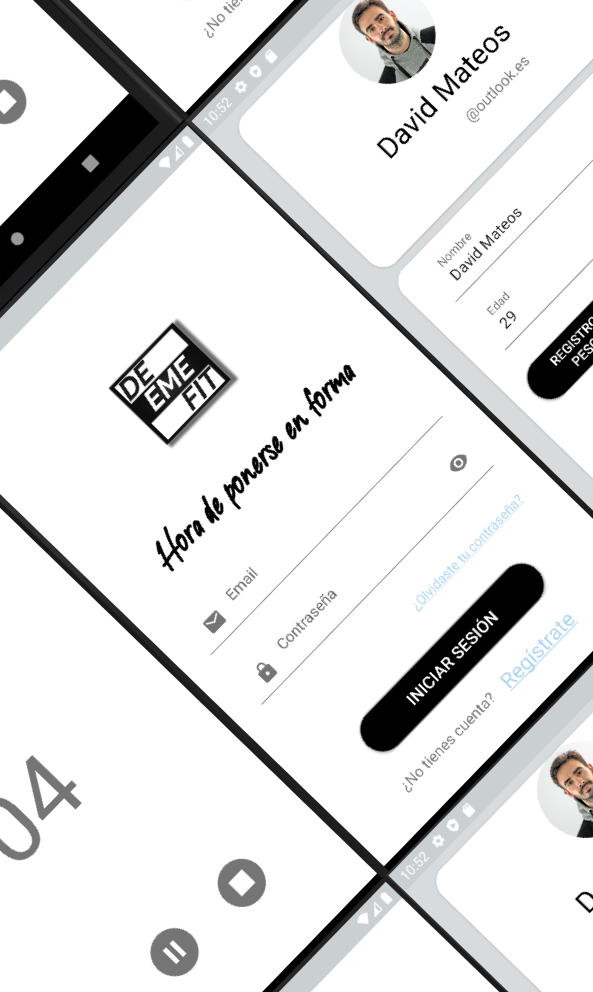 ¿No tie
10:52
David Mateos
@outlook.es
Nombre
David Mateos
Edad
29
REGISTRO
PESO
DE
EME
FIT
Hora de ponerse en forma
Email
Contraseña
¿Olvidaste tu contraseña?
INICIAR SESIÓN
¿No tienes cuenta? Regístrate
04
10:52
D